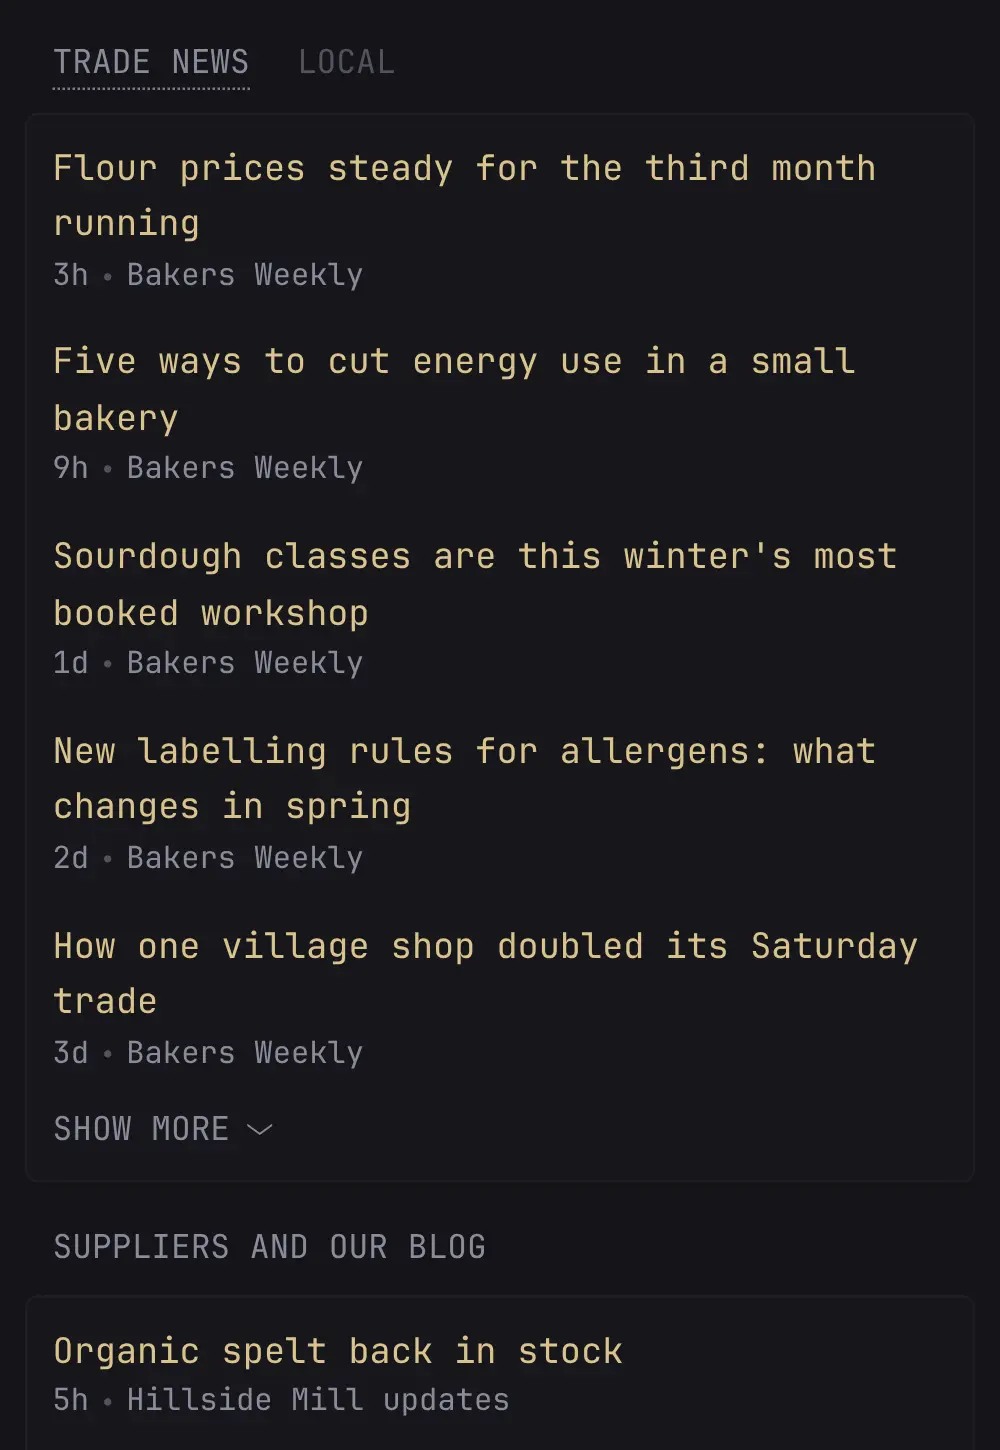 TRADE NEWS LOCAL
Flour prices steady for the third month
running
3h • Bakers Weekly
Five ways to cut energy use in a small
bakery
9h • Bakers Weekly
Sourdough classes are this winter's most
booked workshop
1d • Bakers Weekly
New labelling rules for allergens: what
changes in spring
2d • Bakers Weekly
How one village shop doubled its Saturday
trade
3d • Bakers Weekly
SHOW MORE
SUPPLIERS AND OUR BLOG
Organic spelt back in stock
5h • Hillside Mill updates